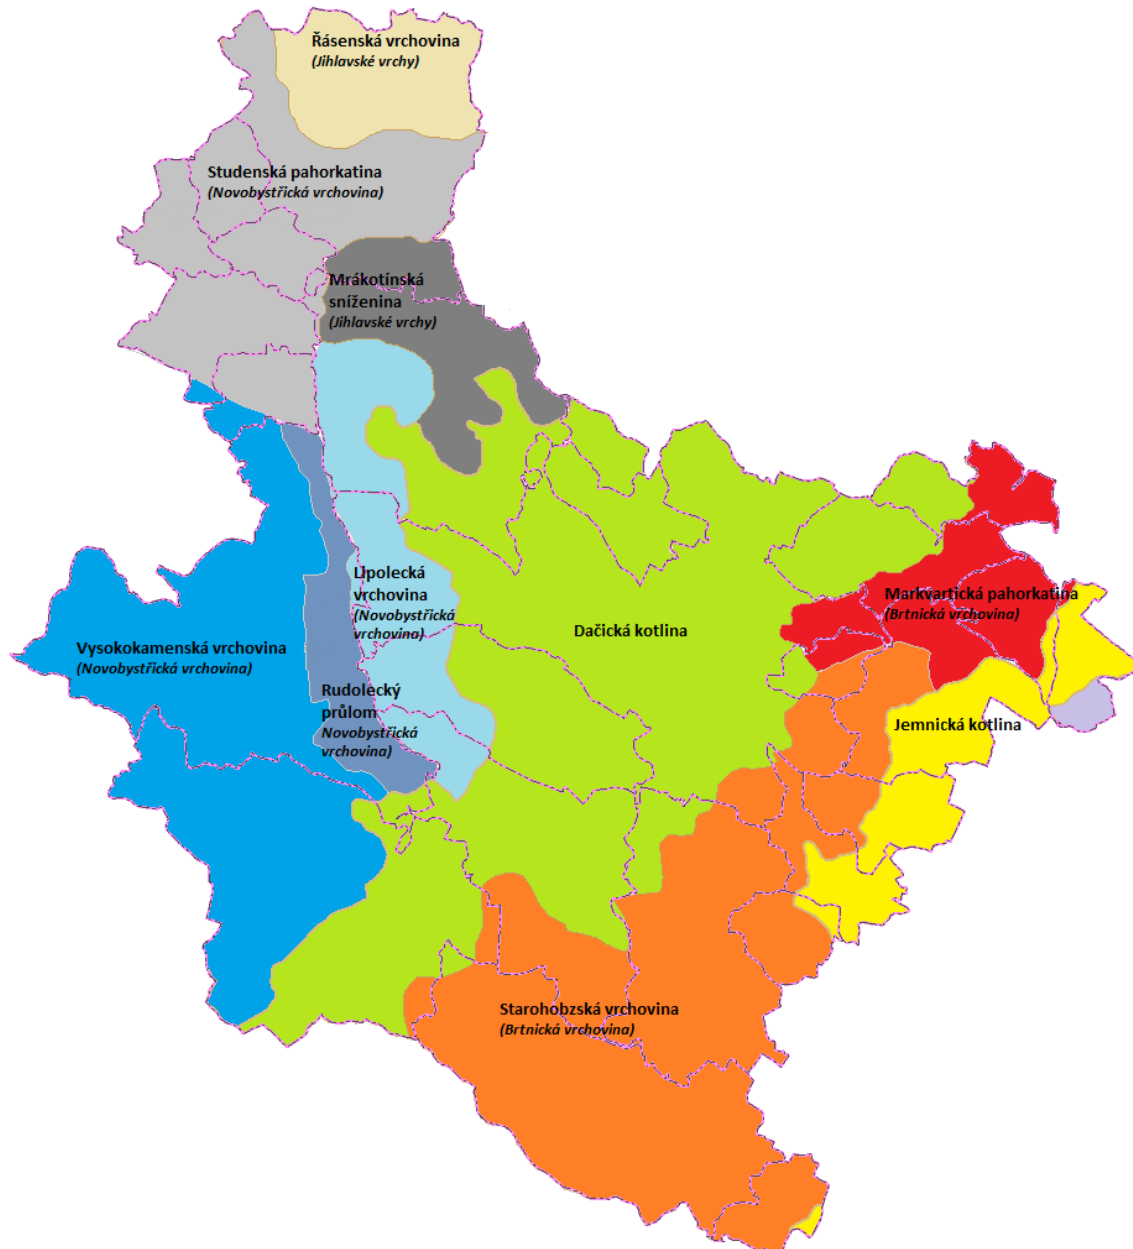 Řásenská vrchovina
(Jihlavské vrchy)
Studenská pahorkatina
(Novobystřická vrchovina)
Mrákotínská
sníženina
(Jihlavské vrchy)
Lipolecká
vrchovina
(Novobystřická
vrchovina)
Markvartická pahorkatina
(Brtnická vrchovina)
Dačická kotlina
Vysokokamenská vrchovina
(Novobystřická vrchovina)
Rudolecký
průlom
Novobystřická
vrchovina)
Jemnická kotlina
Starohobzská vrchovina
(Brtnická vrchovina)